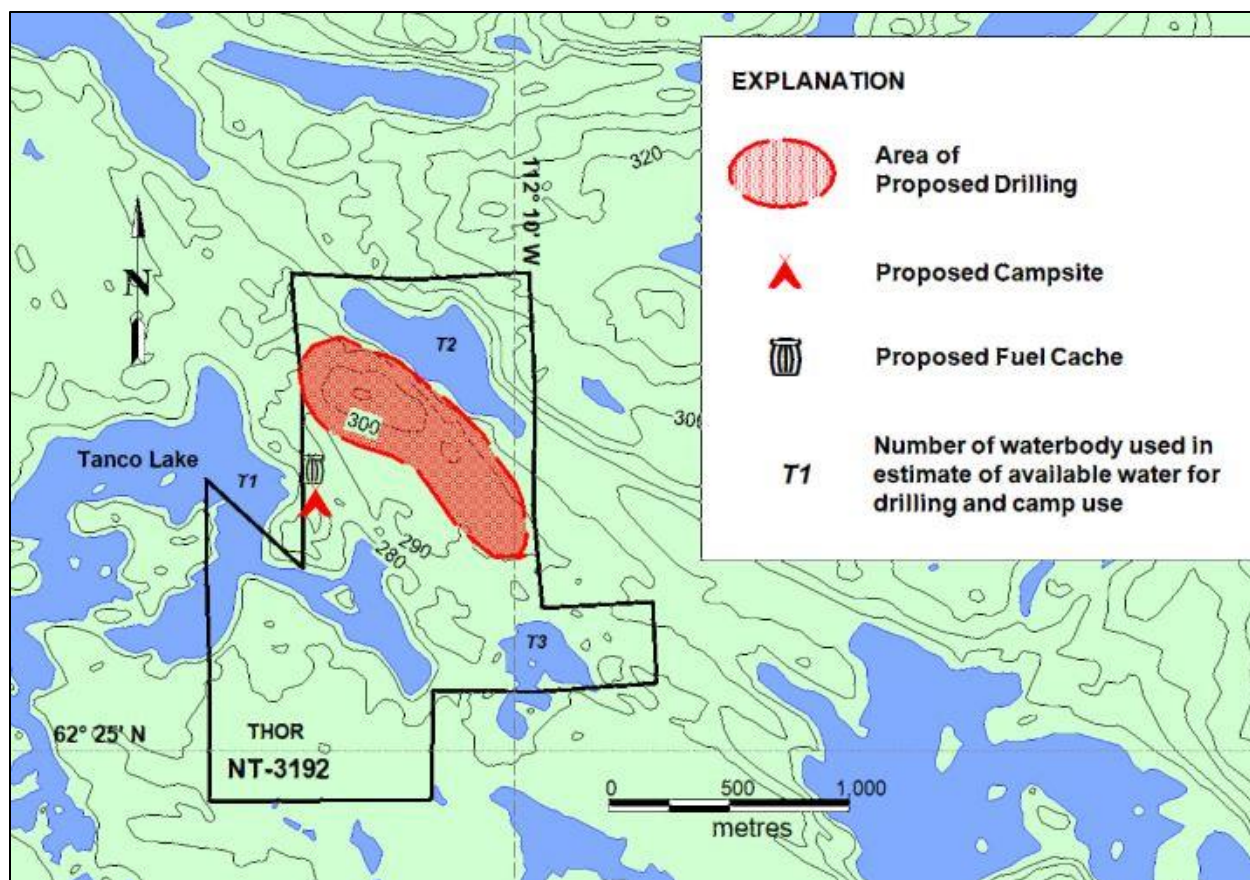 EXPLANATION
Area of
Proposed Drilling
Proposed Campsite
Proposed Fuel Cache
T1
Number of waterbody used in
estimate of available water for
drilling and camp use
320
112° 10' W
N
T2
300
300
Tanco Lake
T1
290
280
T3
62° 25' N
THOR
NT-3192
0 500 1,000
metres